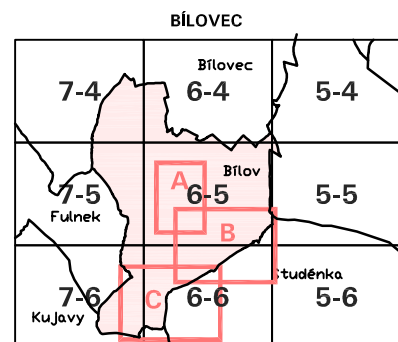 BÍLOVEC
Bílovec
7-4 6-4 5-4
Bílov
A
7-5 6-5 5-5
Fulnek
B
Studénka
7-6 C 6-6 5-6
Kujavy